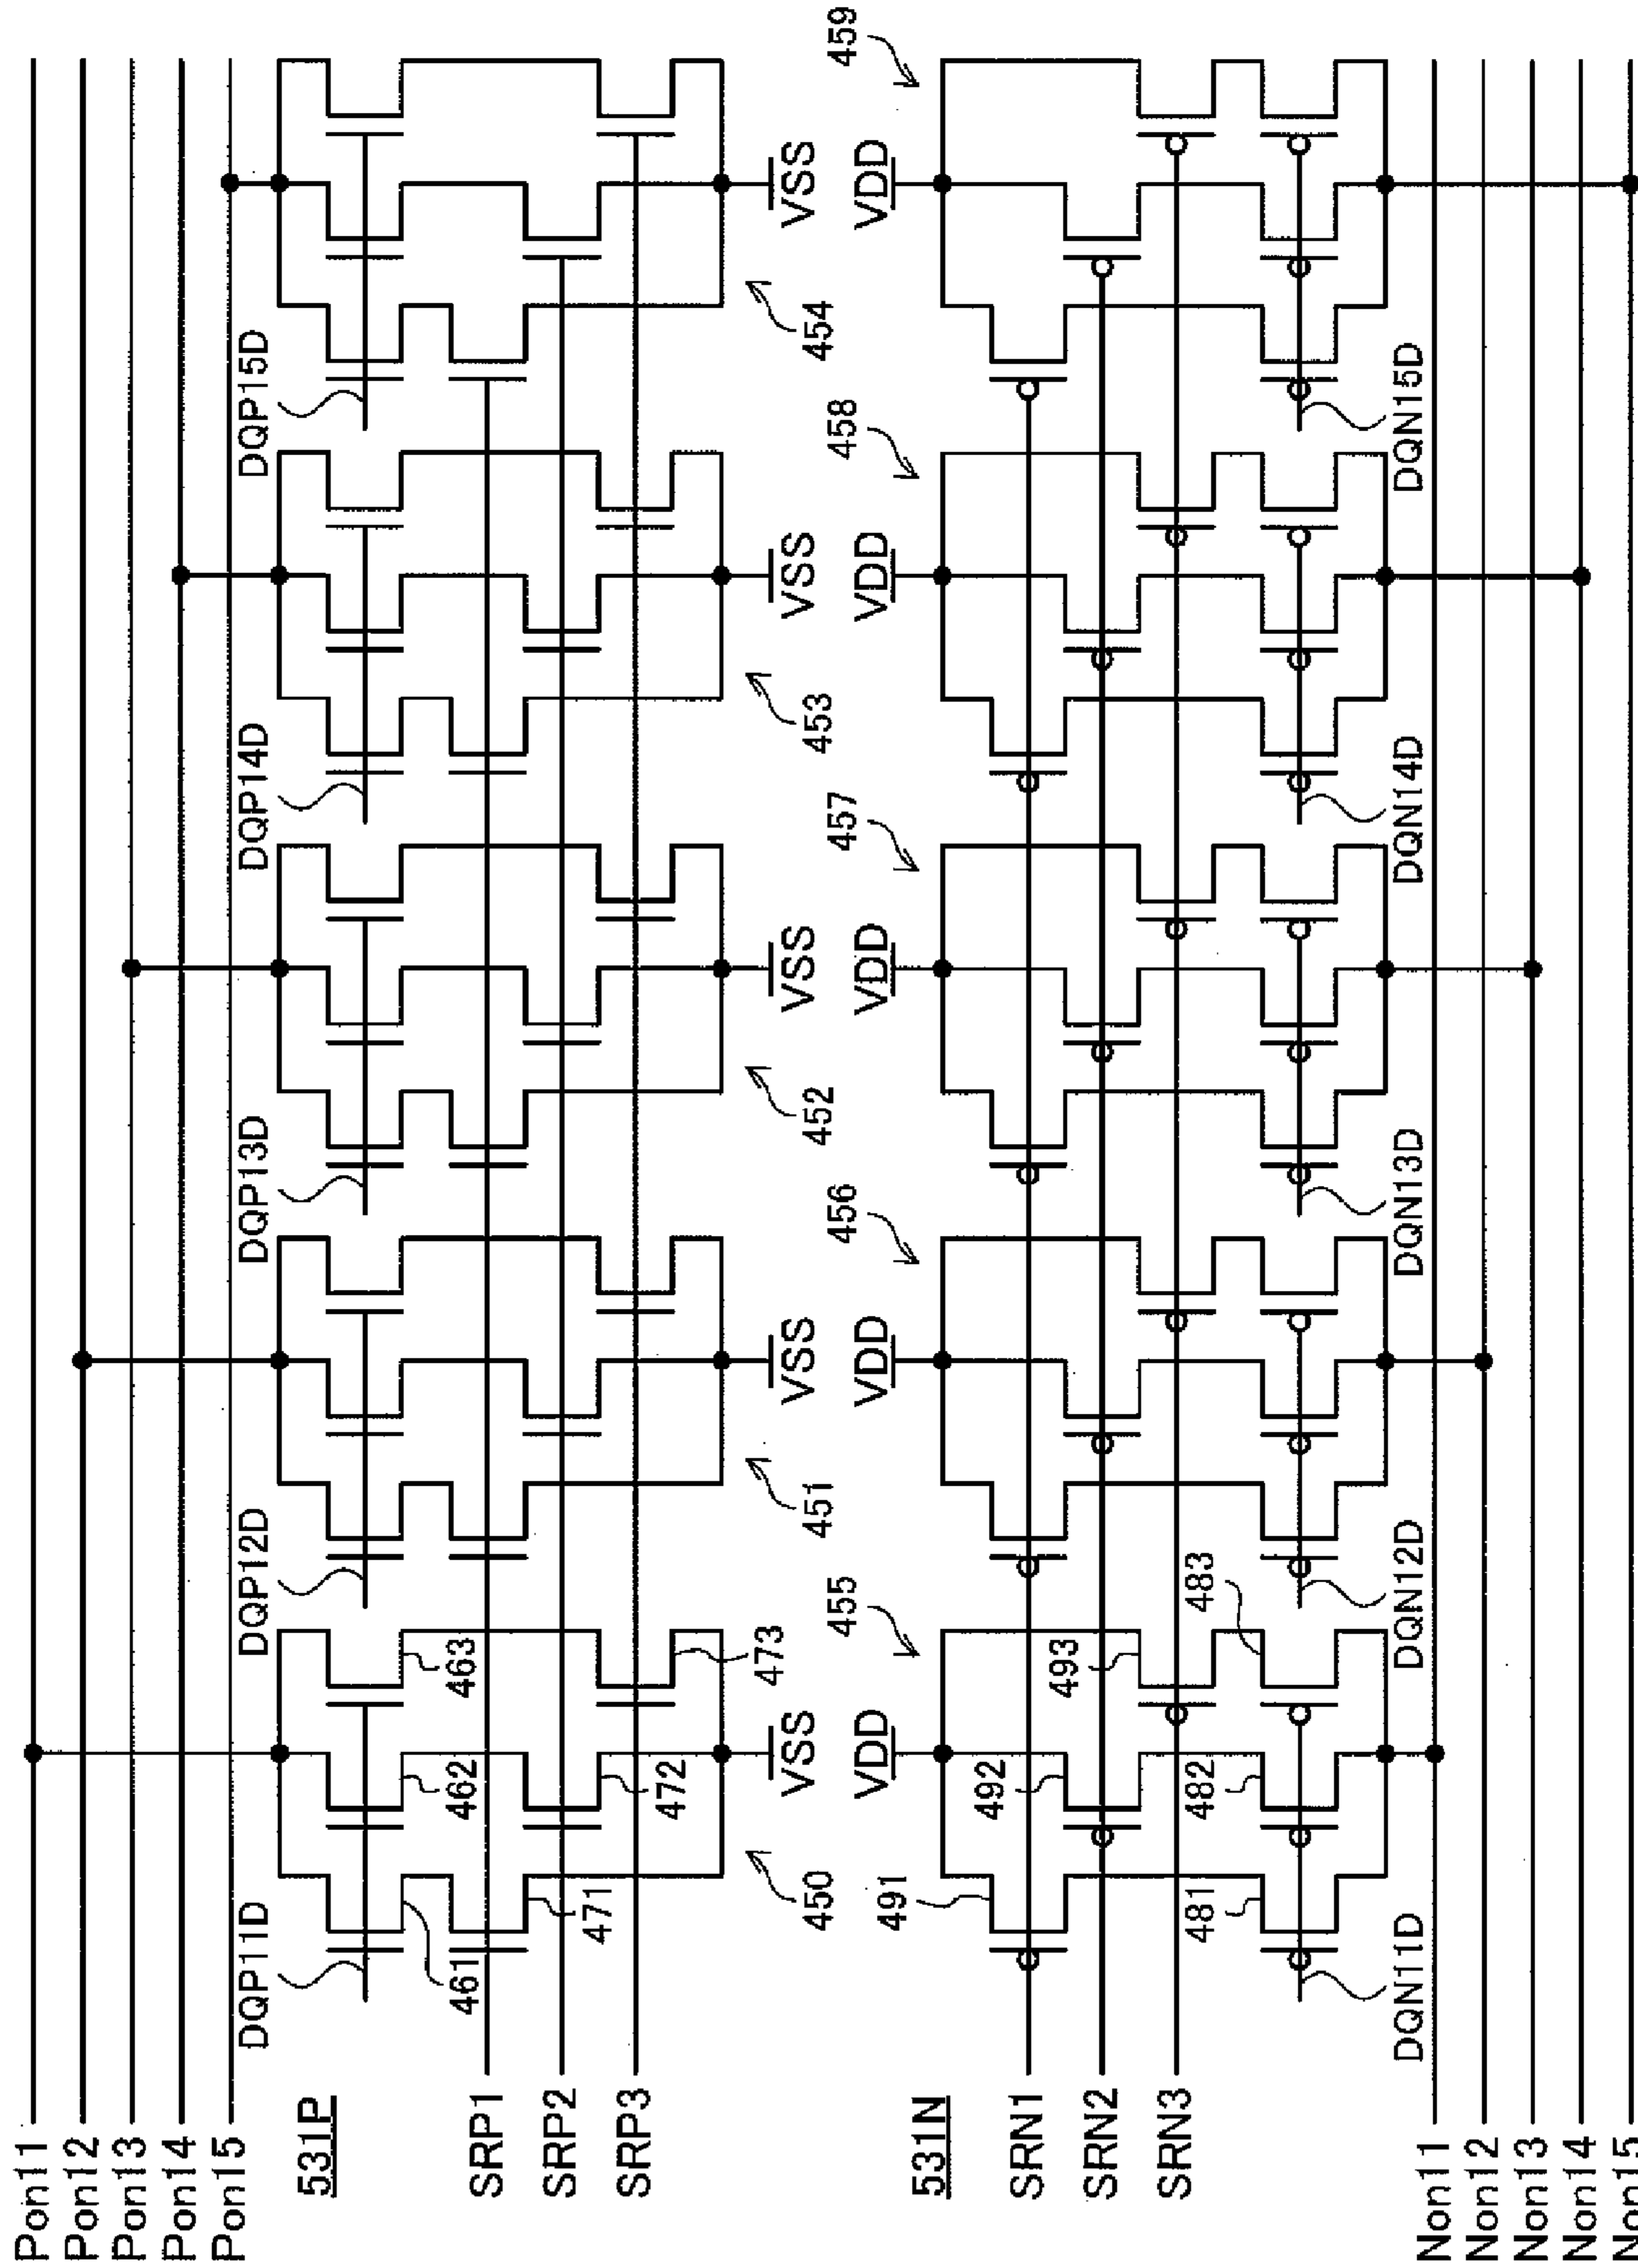 Pon11
Pon12
Pon13
Pon14
Pon15
DQP11D
DQP12D
DQP13D
DQP14D
DQP15D
531P
461
462
463
SRP1
SRP2
SRP3
471
472
473
VSS
VSS
VSS
VSS
VSS
450
451
452
453
454
VDD
VDD
VDD
VDD
VDD
455
456
457
458
459
531N
491
492
493
SRN1
SRN2
SRN3
481
482
483
DQN11D
DQN12D
DQN13D
DQN14D
DQN15D
Non11
Non12
Non13
Non14
Non15